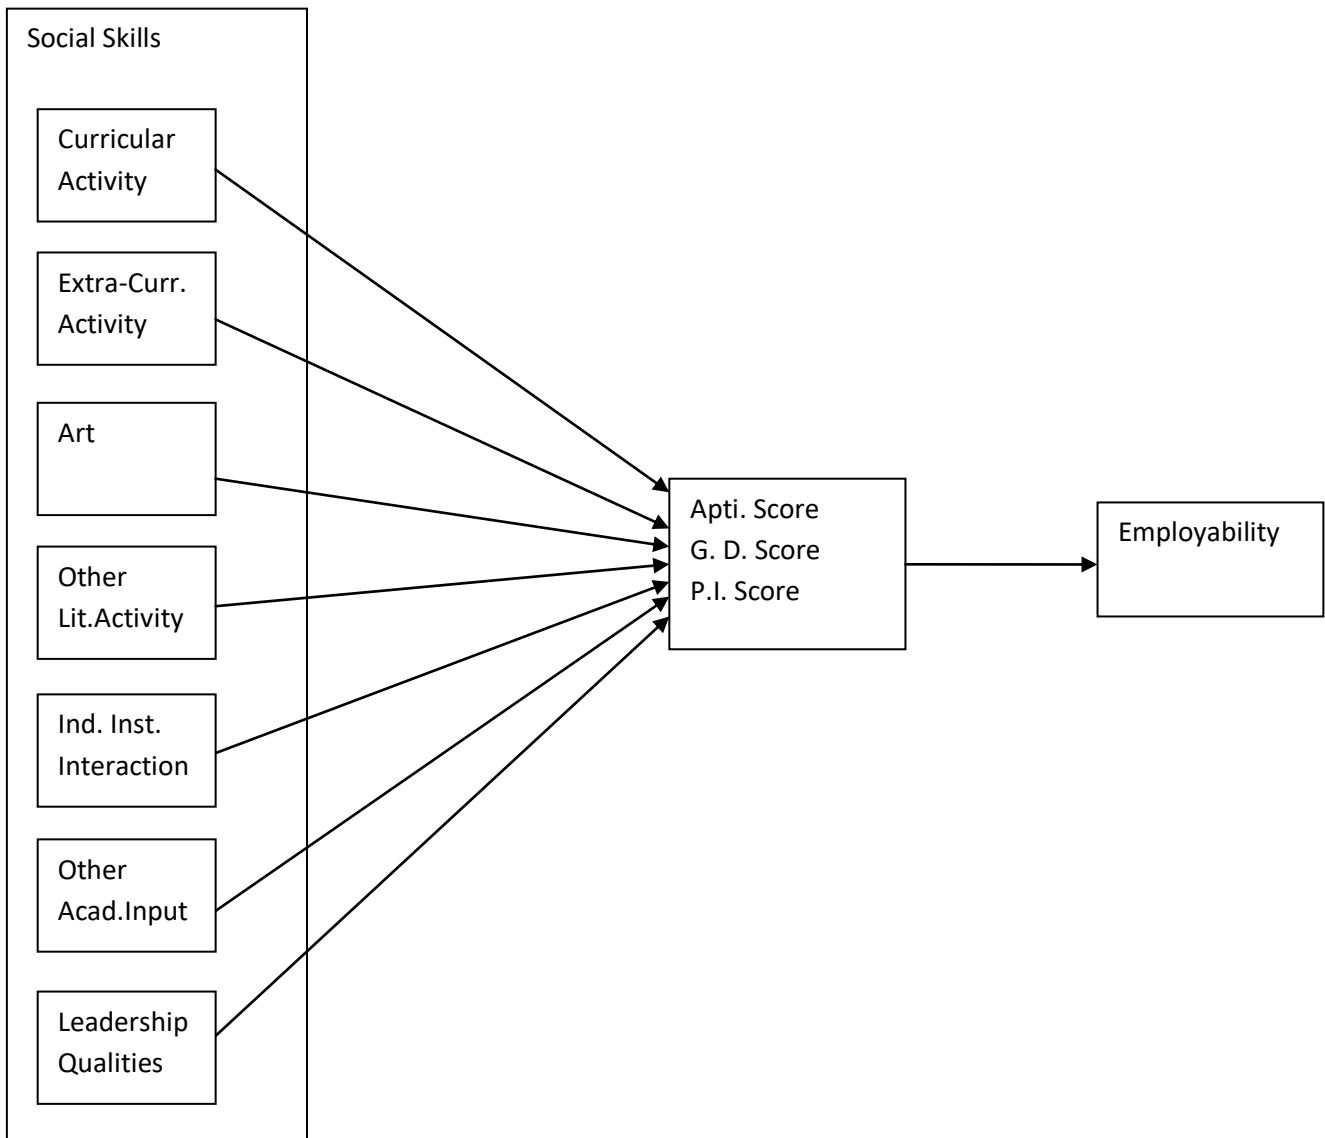 Social Skills
Curricular
Activity
Extra-Curr.
Activity
Art
Other
Lit.Activity
Ind. Inst.
Interaction
Other
Acad.Input
Leadership
Qualities
Apti. Score
G. D. Score
P.I. Score
Employability